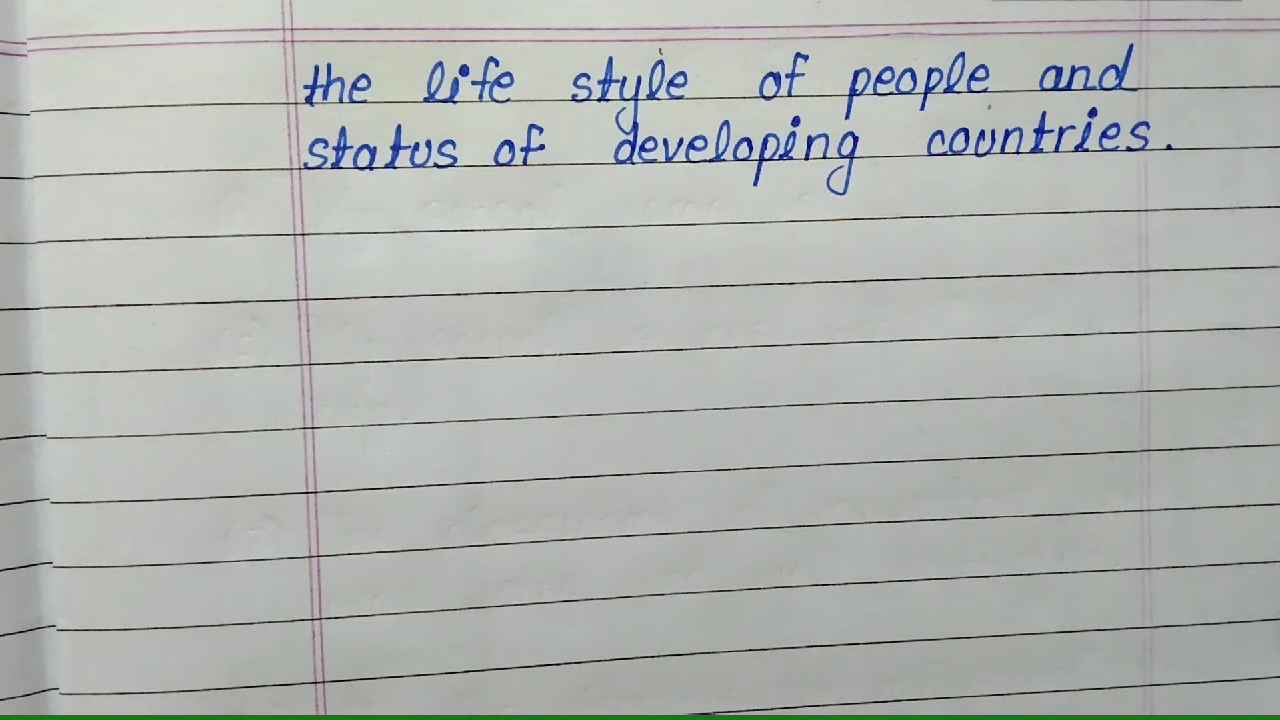 the life style of people and
status of developing countries.